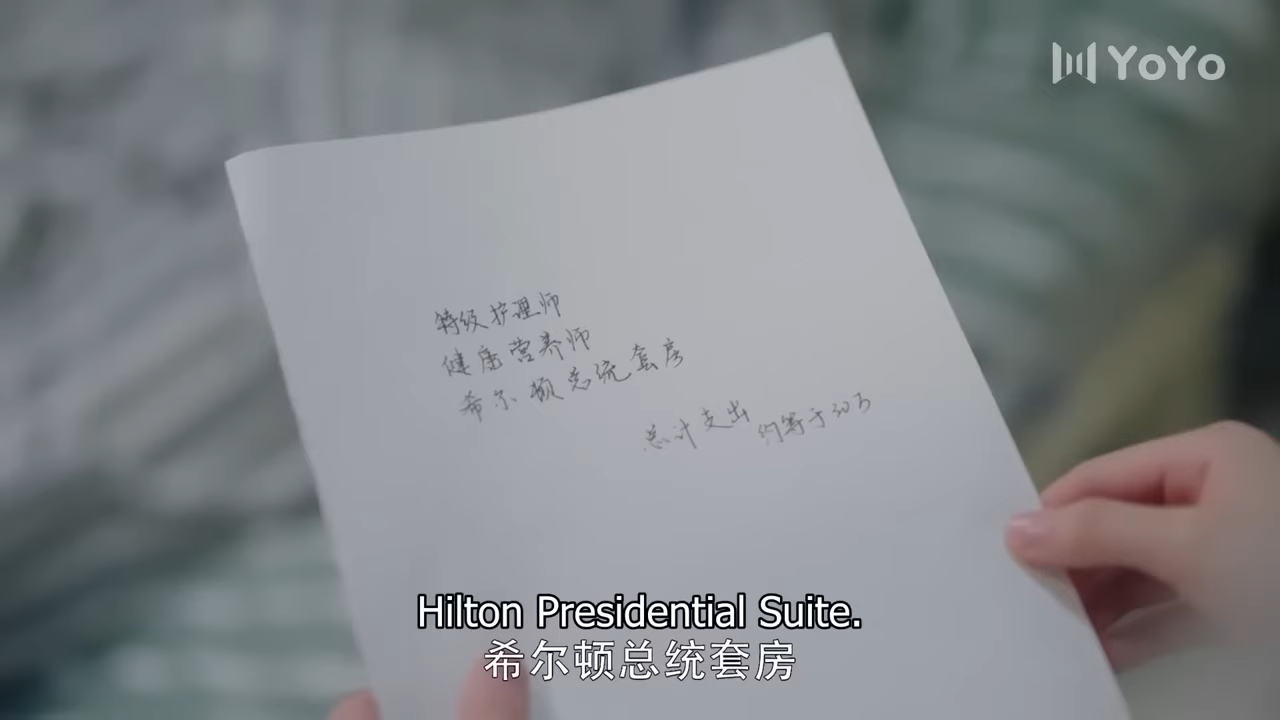 YoYo
特级护理师
健康营养师
希尔顿总统套房
总计支出 约等于30万
Hilton Presidential Suite.
希尔顿总统套房